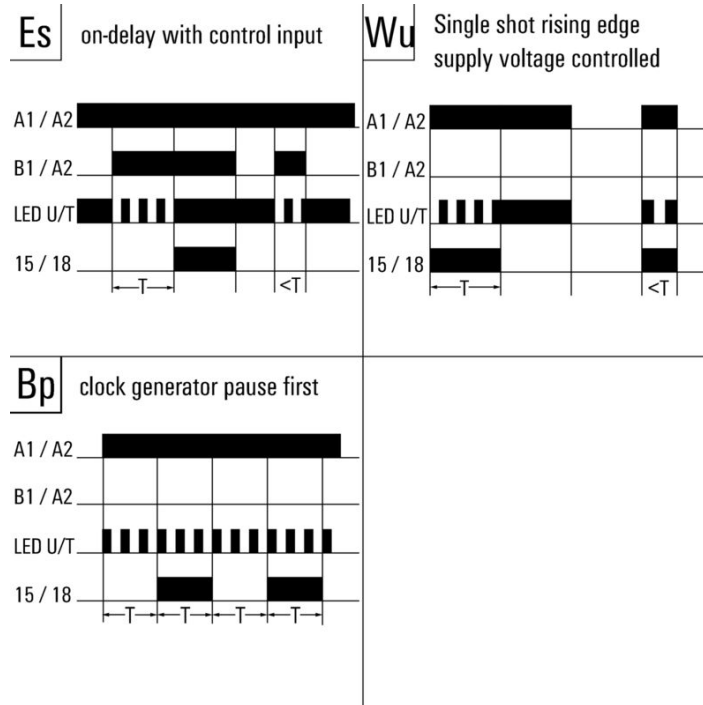 Es on-delay with control input
A1 / A2
B1 / A2
LED U/T
15 / 18
T <T
Wu Single shot rising edge
supply voltage controlled
A1 / A2
B1 / A2
LED U/T
15 / 18
T <T
Bp clock generator pause first
A1 / A2
B1 / A2
LED U/T
15 / 18
T T T T